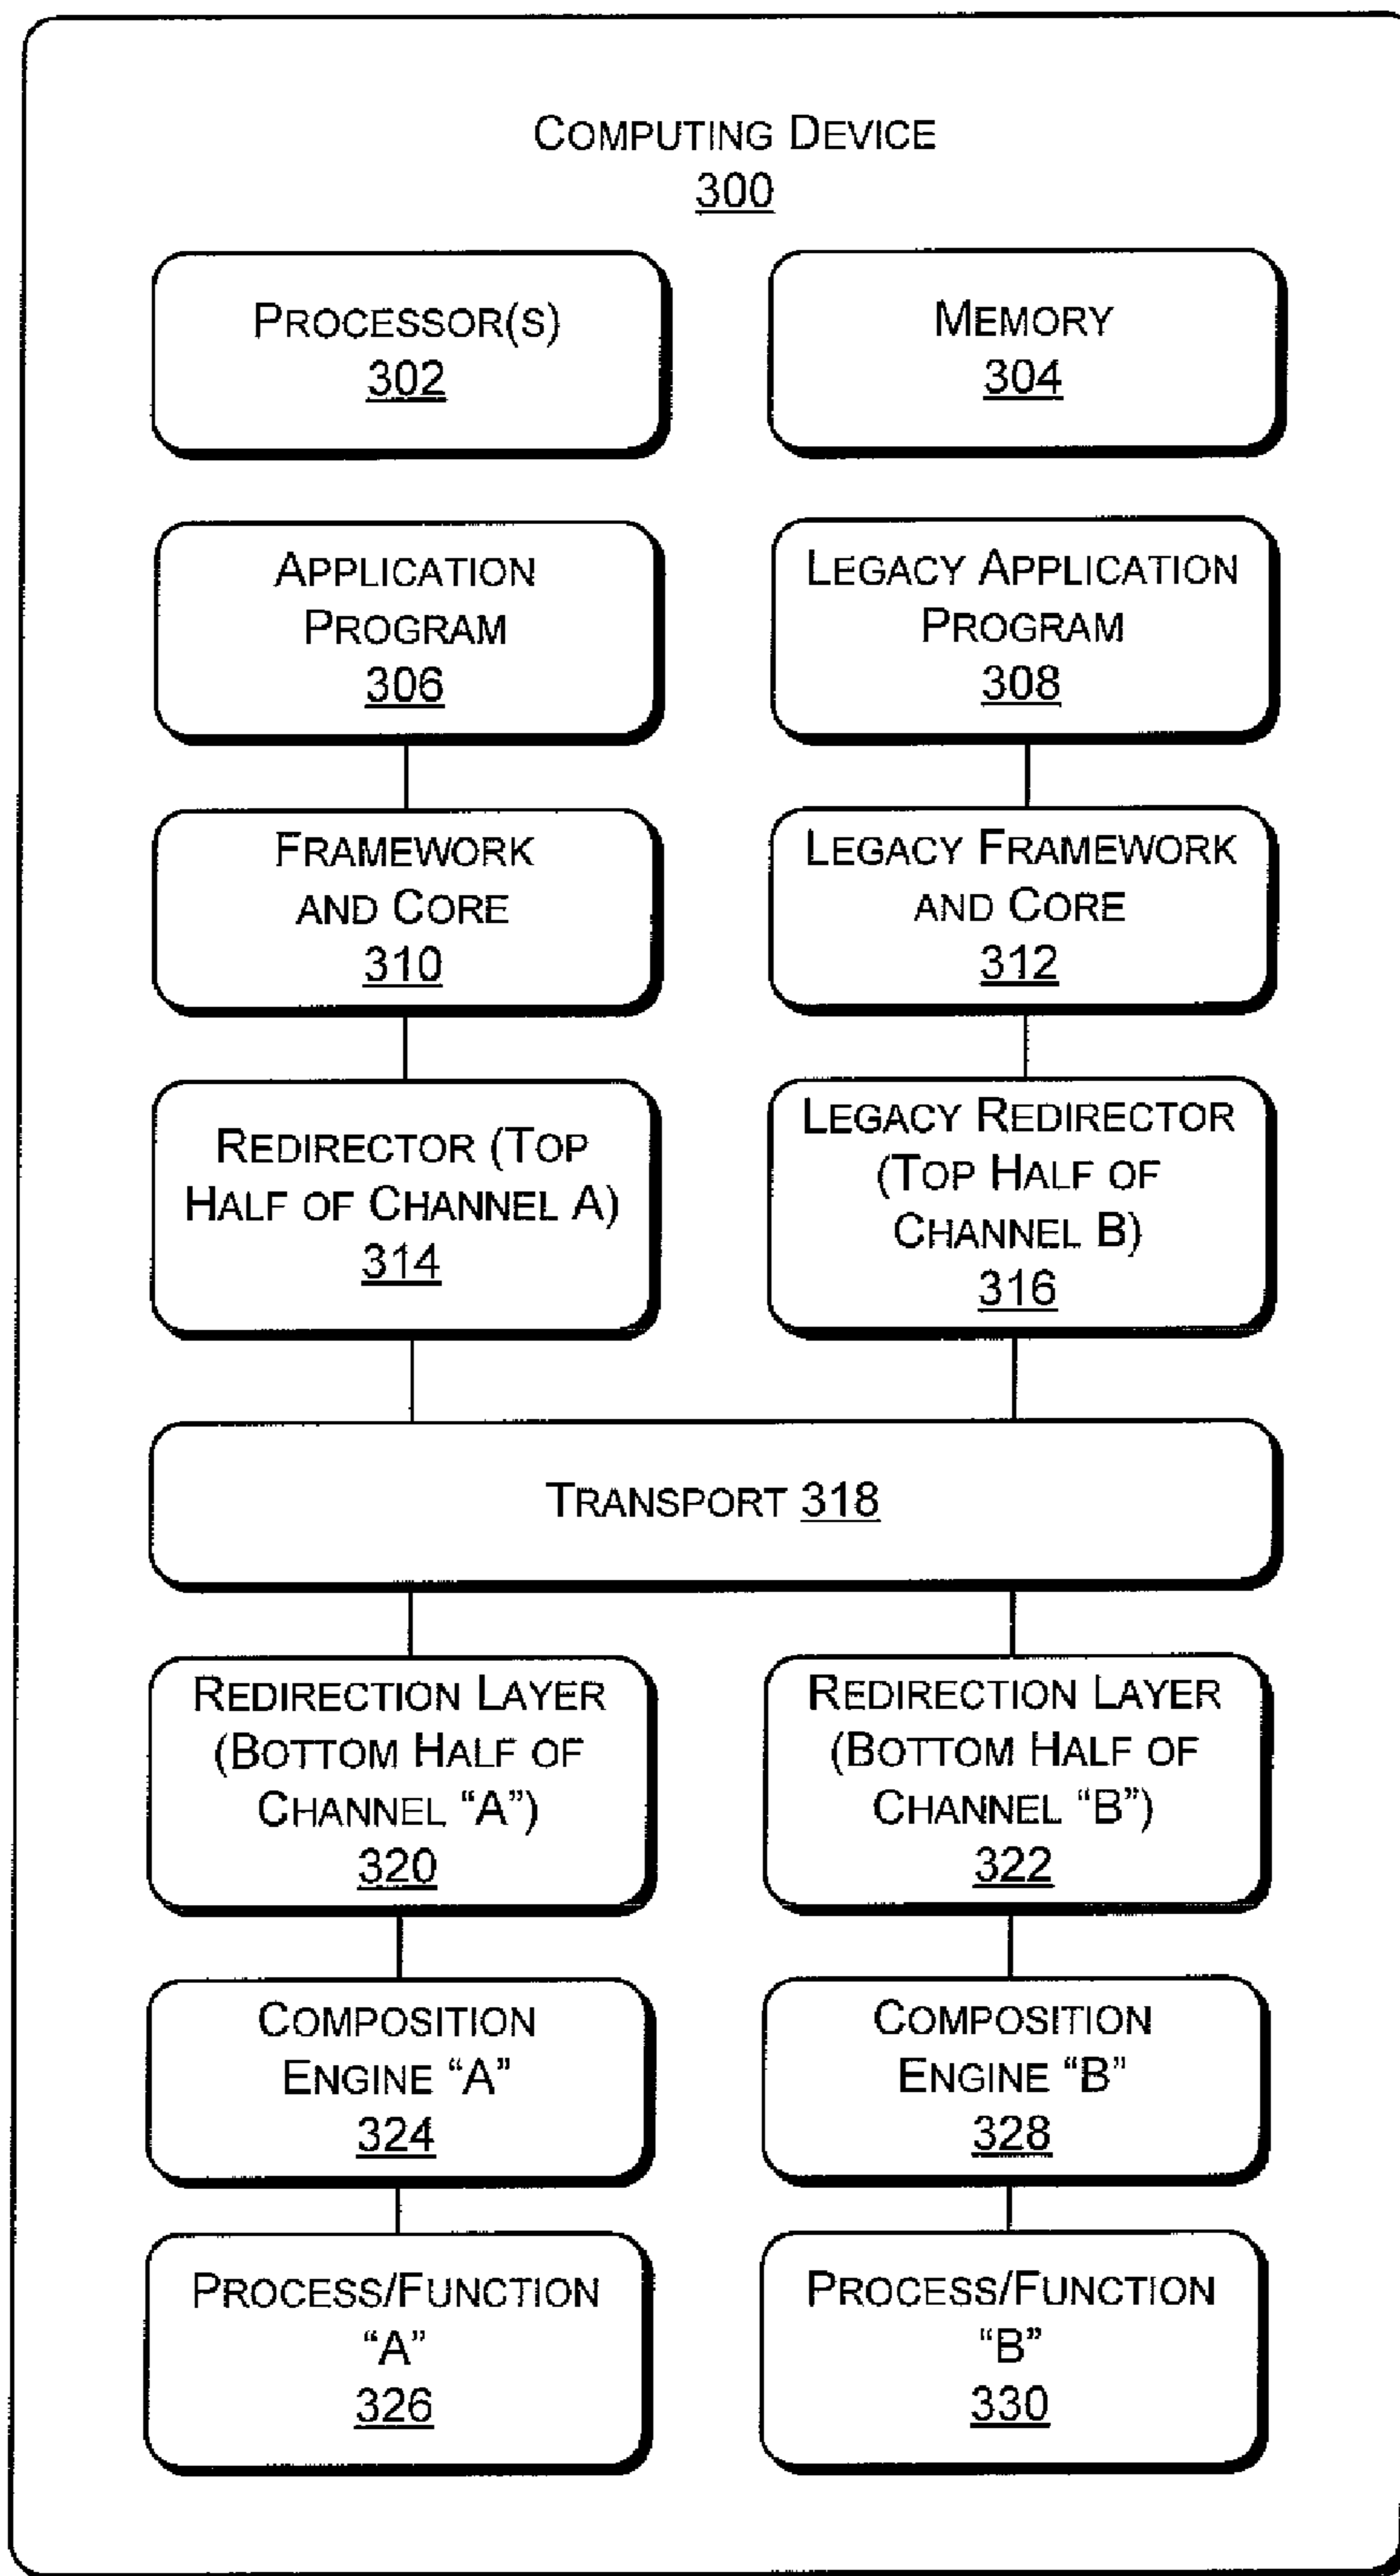 COMPUTING DEVICE
300
PROCESSOR(S)
302
MEMORY
304
APPLICATION
PROGRAM
306
LEGACY APPLICATION
PROGRAM
308
FRAMEWORK
AND CORE
310
LEGACY FRAMEWORK
AND CORE
312
REDIRECTOR (TOP
HALF OF CHANNEL A)
314
LEGACY REDIRECTOR
(TOP HALF OF
CHANNEL B)
316
TRANSPORT 318
REDIRECTION LAYER
(BOTTOM HALF OF
CHANNEL “A”)
320
REDIRECTION LAYER
(BOTTOM HALF OF
CHANNEL “B”)
322
COMPOSITION
ENGINE “A”
324
COMPOSITION
ENGINE “B”
328
PROCESS/FUNCTION
“A”
326
PROCESS/FUNCTION
“B”
330